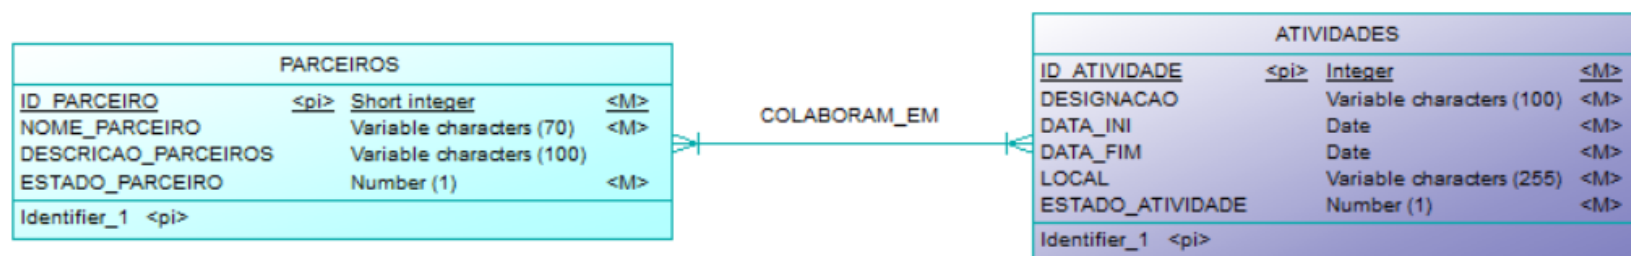 PARCEIROS
ID_PARCEIRO <pi> Short integer <M>
NOME_PARCEIRO Variable characters (70) <M>
DESCRICAO_PARCEIROS Variable characters (100)
ESTADO_PARCEIRO Number (1) <M>
Identifier_1 <pi>
COLABORAM_EM
ATIVIDADES
ID_ATIVIDADE <pi> Integer <M>
DESIGNACAO Variable characters (100) <M>
DATA_INI Date <M>
DATA_FIM Date <M>
LOCAL Variable characters (255) <M>
ESTADO_ATIVIDADE Number (1) <M>
Identifier_1 <pi>